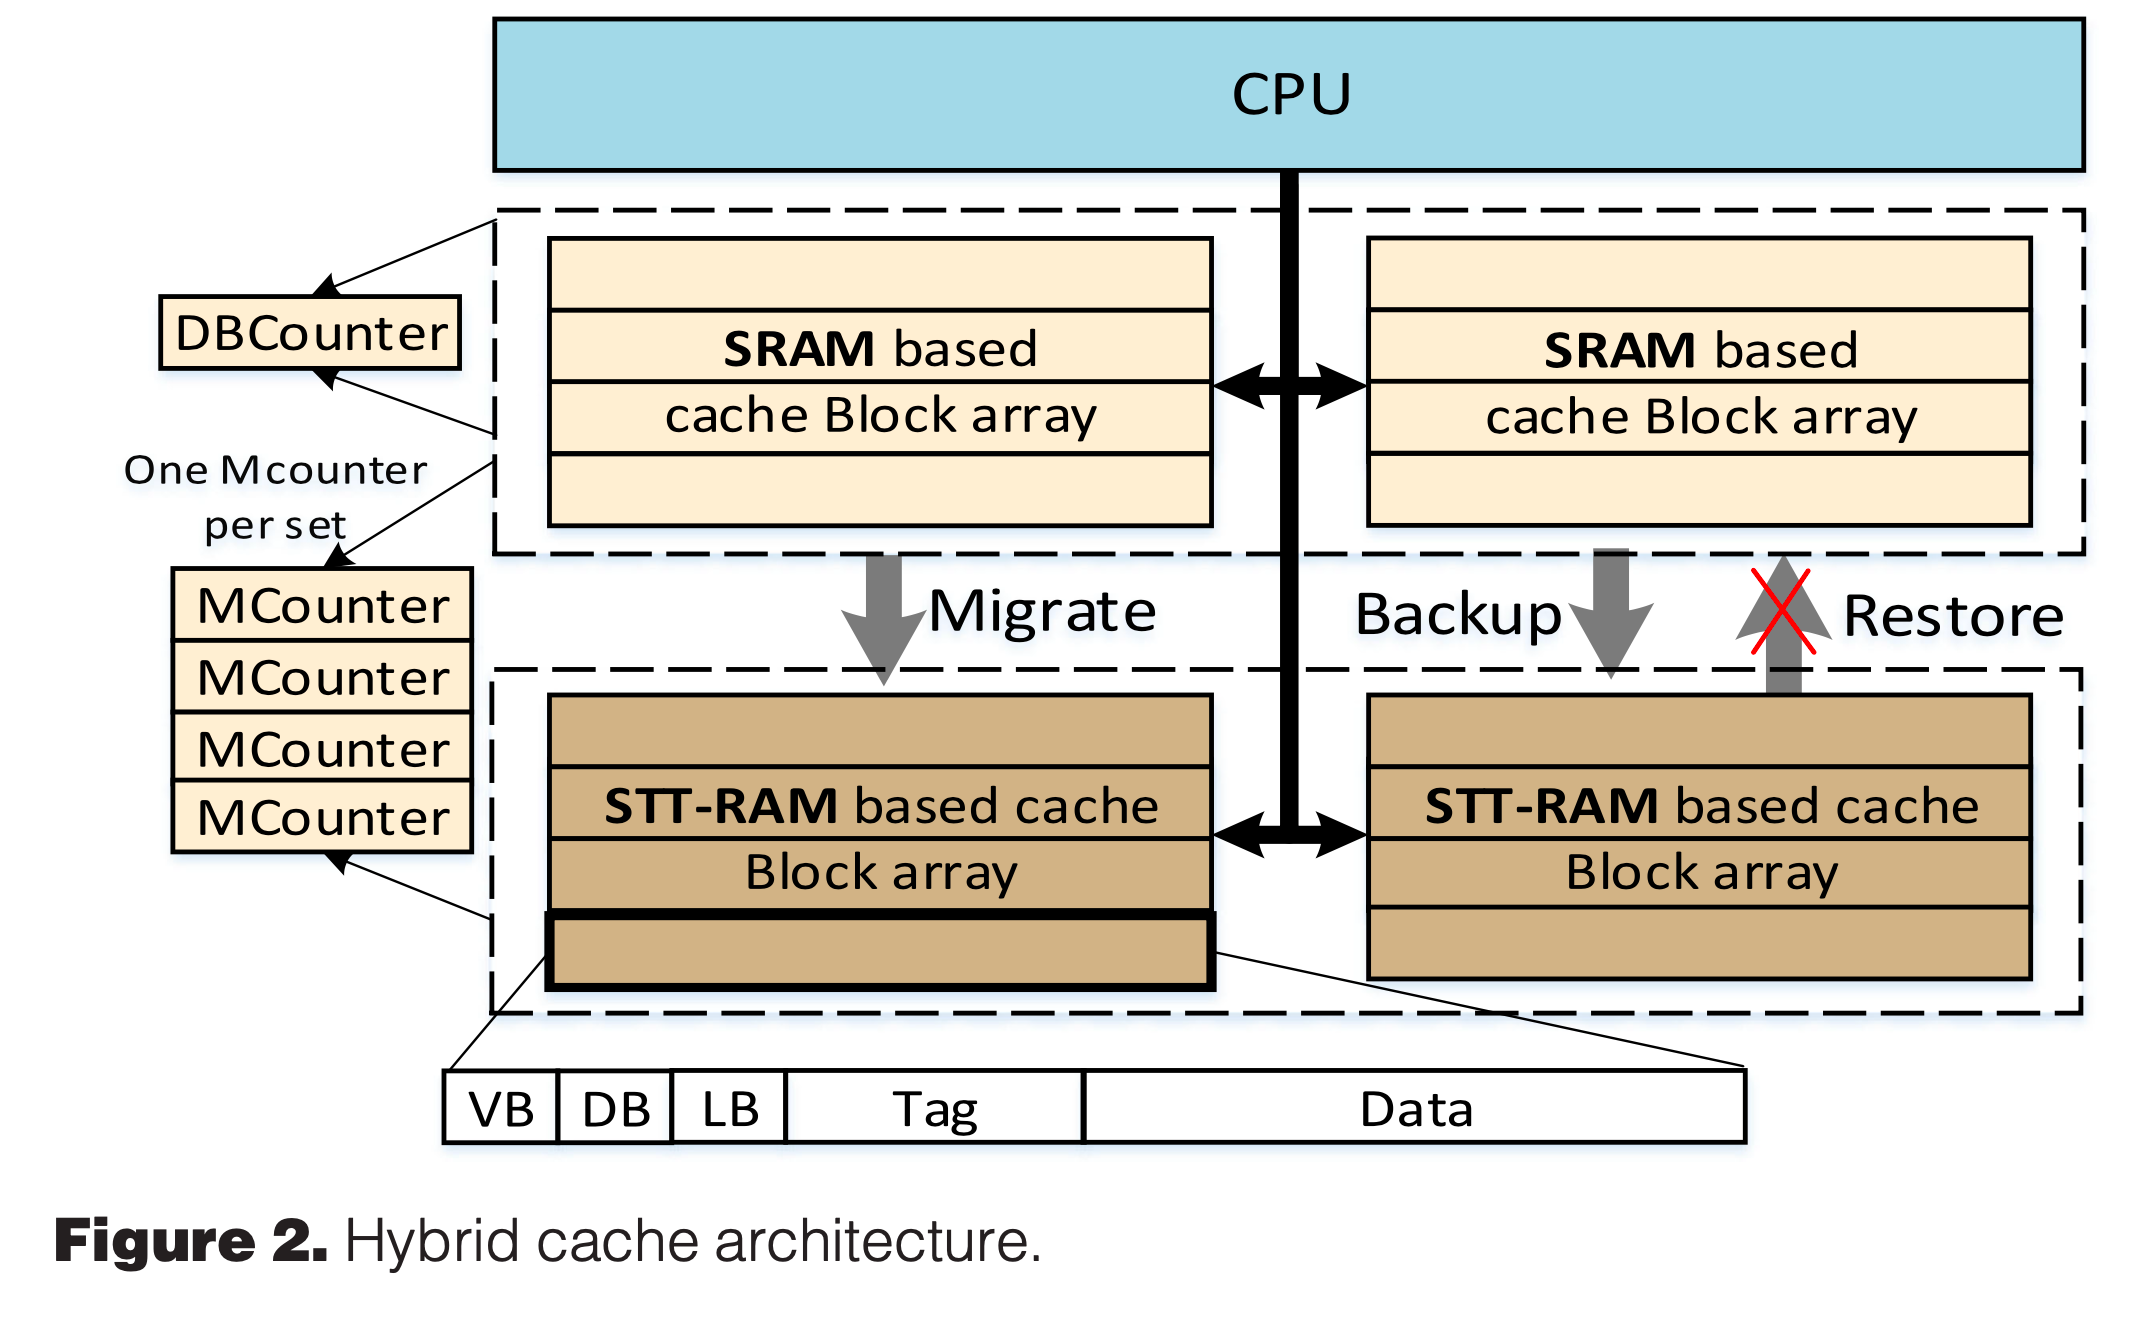 CPU
DBCounter
SRAM based
cache Block array
SRAM based
cache Block array
One Mcounter
per set
MCounter
MCounter
MCounter
MCounter
Migrate
Backup
Restore
STT-RAM based cache
Block array
STT-RAM based cache
Block array
VB DB LB Tag Data
Figure 2. Hybrid cache architecture.